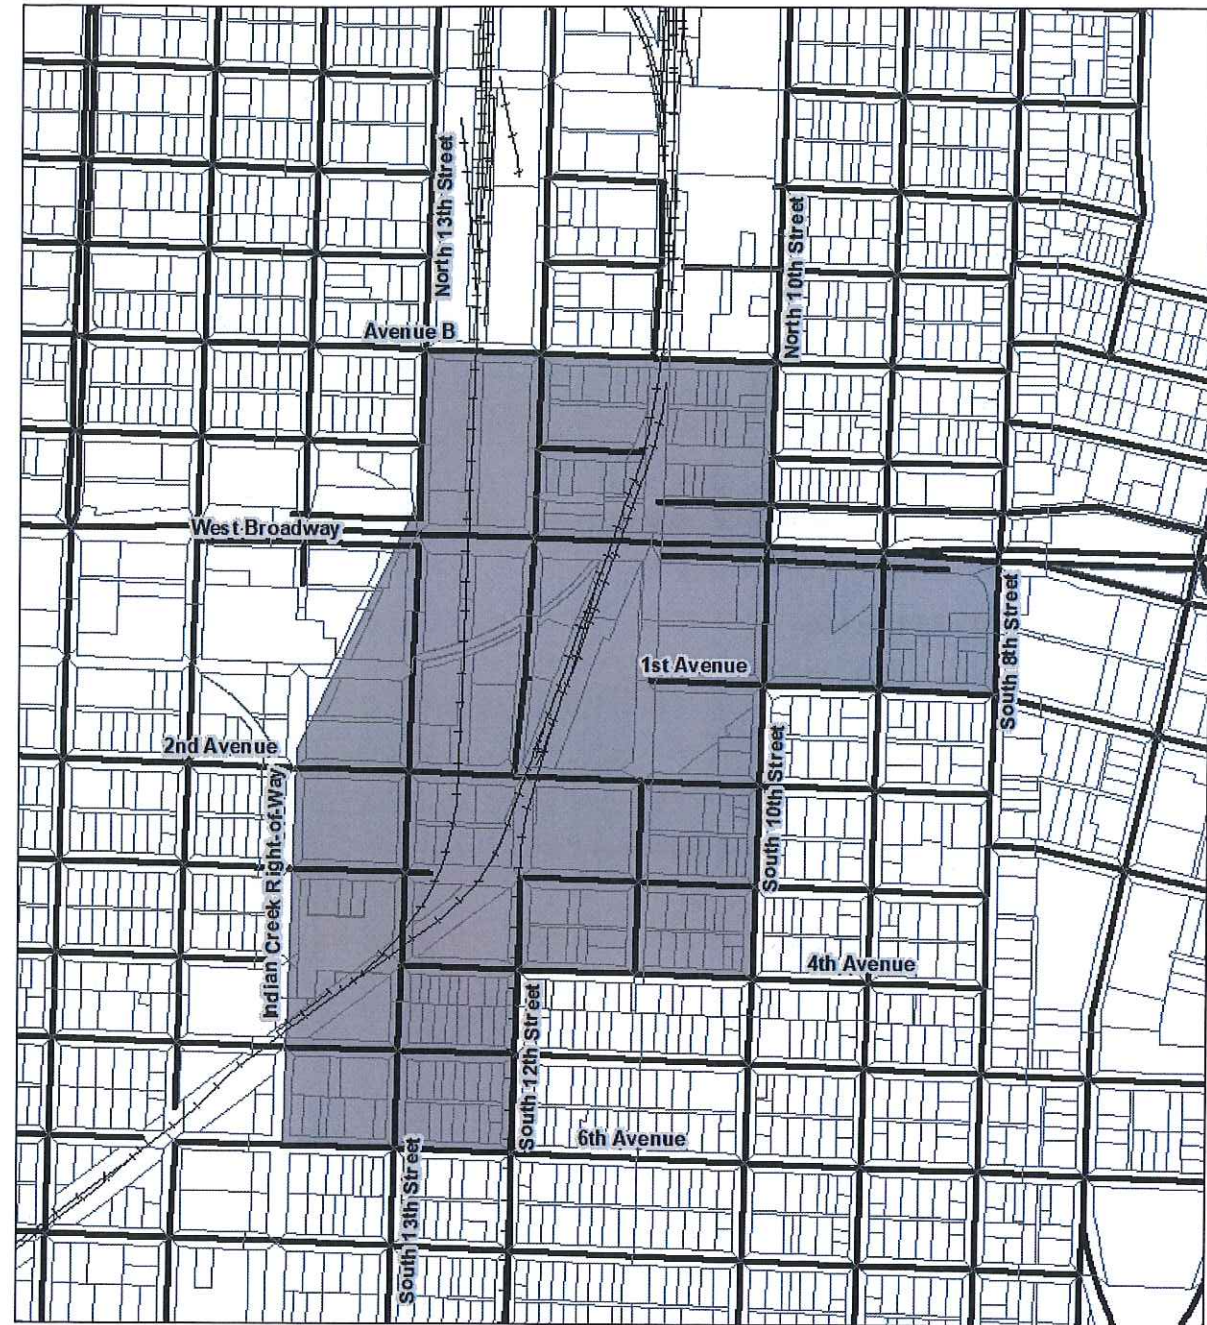 North 13th Street
North 10th Street
Avenue B
West Broadway
South 8th Street
1st Avenue
2nd Avenue
South 10th Street
Indian Creek Right-of-Way
4th Avenue
South 12th Street
6th Avenue
South 13th Street